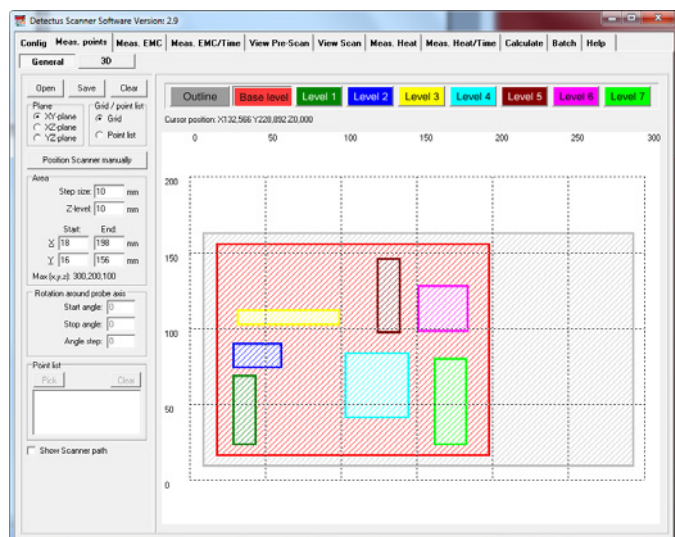 Detectus Scanner Software Version: 2.9
Config Meas. points Meas. EMC Meas. EMC/Time View Pre-Scan View Scan Meas. Heat Meas. Heat/Time Calculate Batch Help
General 3D
Open Save Clear
Plane
XY-plane
XZ-plane
YZ-plane
Grid / point list
Grid
Point list
Position Scanner manually
Area
Step size: 10 mm
Z-level: 10 mm
Start: End:
X 18 198 mm
Y 16 156 mm
Max (x,y,z): 300,200,100
Rotation around probe axis
Start angle: 0
Stop angle: 0
Angle step: 0
Point list
Pick Clear
Show Scanner path
Outline Base level Level 1 Level 2 Level 3 Level 4 Level 5 Level 6 Level 7
Cursor position: X132,566 Y228,892 Z0,000
0 50 100 150 200 250 300
200
150
100
50
0